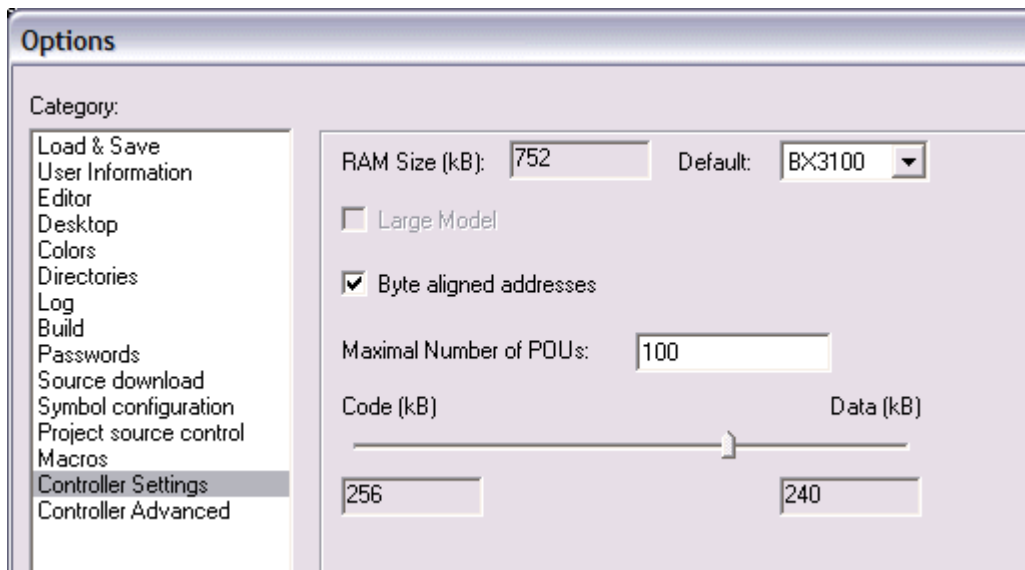 Options
Category:
Load & Save
User Information
Editor
Desktop
Colors
Directories
Log
Build
Passwords
Source download
Symbol configuration
Project source control
Macros
Controller Settings
Controller Advanced
RAM Size (kB): 752 Default: BX3100
Large Model
Byte aligned addresses
Maximal Number of POUs: 100
Code (kB) Data (kB)
256 240